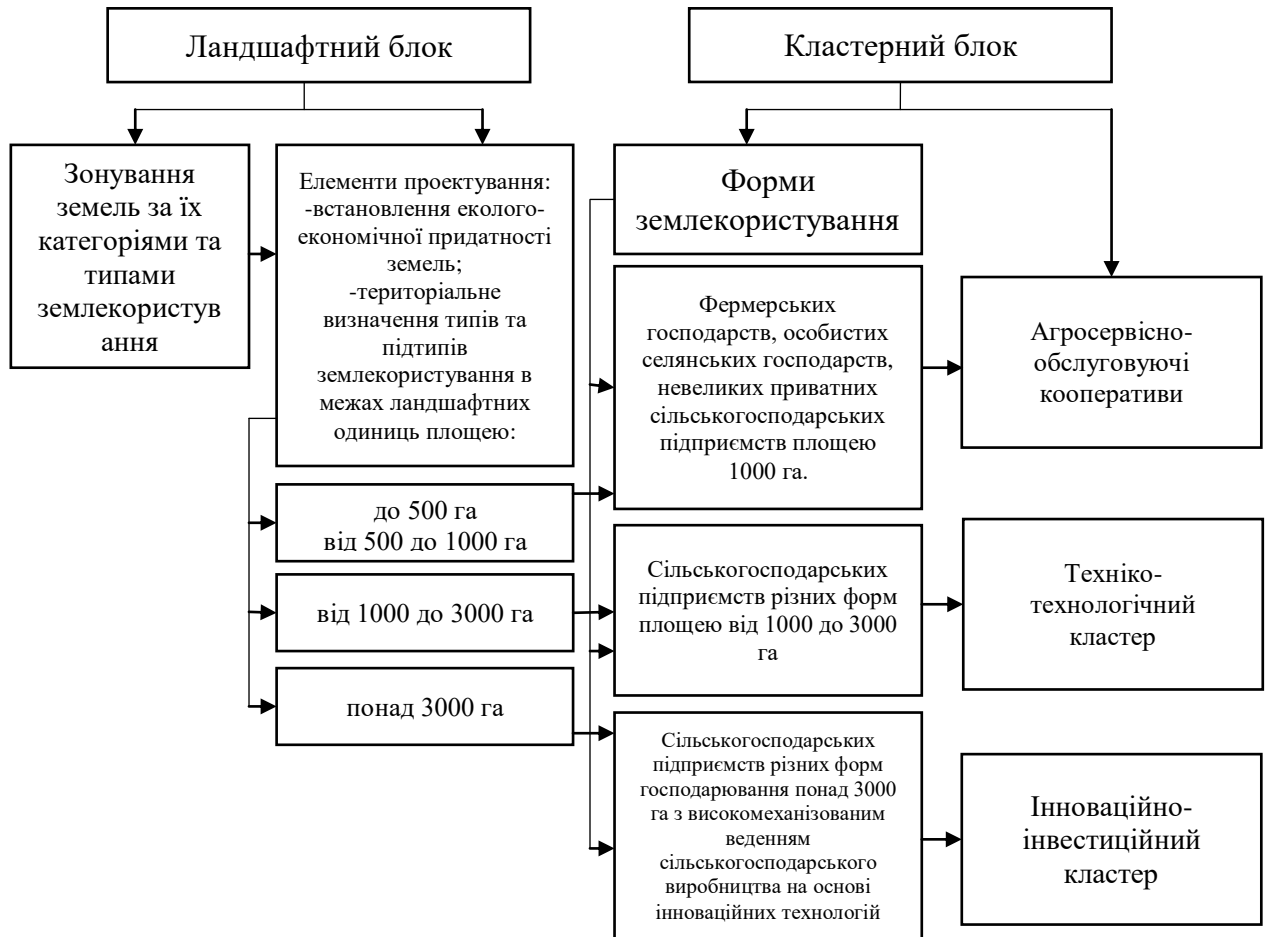 Ландшафтний блок
Кластерний блок
Зонування
земель за їх
категоріями та
типами
землекористув
ання
Елементи проектування:
-встановлення еколого-
економічної придатності
земель;
-територіальне
визначення типів та
підтипів
землекористування в
межах ландшафтних
одиниць площею:
до 500 га
від 500 до 1000 га
від 1000 до 3000 га
понад 3000 га
Форми
землекористування
Фермерських
господарств, особистих
селянських господарств,
невеликих приватних
сільськогосподарських
підприємств площею
1000 га.
Сільськогосподарських
підприємств різних форм
площею від 1000 до 3000
га
Сільськогосподарських
підприємств різних форм
господарювання понад 3000
га з високомеханізованим
веденням
сільськогосподарського
виробництва на основі
інноваційних технологій
Агросервісно-
обслуговуючі
кооперативи
Техніко-
технологічний
кластер
Інноваційно-
інвестиційний
кластер